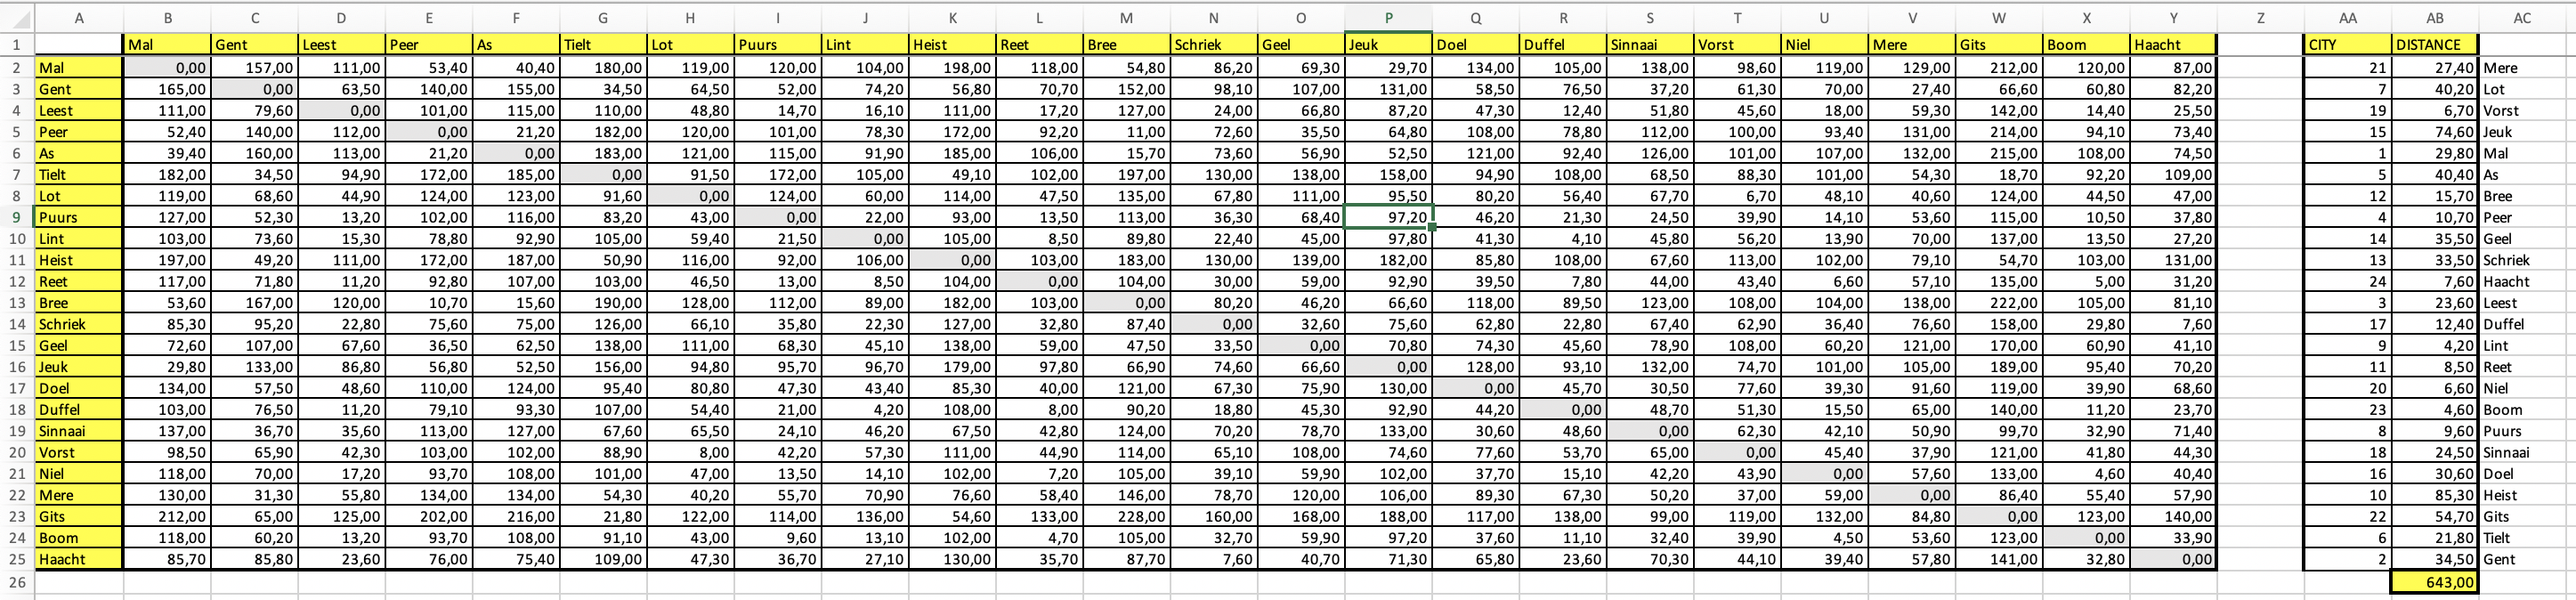 A B C D E F G H I J K L M N O P Q R S T U V W X Y Z AA AB AC
1 Mal Gent Leest Peer As Tielt Lot Puurs Lint Heist Reet Bree Schriek Geel Jeuk Doel Duffel Sinnaai Vorst Niel Mere Gits Boom Haacht CITY DISTANCE
2 Mal 0,00 157,00 111,00 53,40 40,40 180,00 119,00 120,00 104,00 198,00 118,00 54,80 86,20 69,30 29,70 134,00 105,00 138,00 98,60 119,00 129,00 212,00 120,00 87,00 21 27,40 Mere
3 Gent 165,00 0,00 63,50 140,00 155,00 34,50 64,50 52,00 74,20 56,80 70,70 152,00 98,10 107,00 131,00 58,50 76,50 37,20 61,30 70,00 27,40 66,60 60,80 82,20 7 40,20 Lot
4 Leest 111,00 79,60 0,00 101,00 115,00 110,00 48,80 14,70 16,10 111,00 17,20 127,00 24,00 66,80 87,20 47,30 12,40 51,80 45,60 18,00 59,30 142,00 14,40 25,50 19 6,70 Vorst
5 Peer 52,40 140,00 112,00 0,00 21,20 182,00 120,00 101,00 78,30 172,00 92,20 11,00 72,60 35,50 64,80 108,00 78,80 112,00 100,00 93,40 131,00 214,00 94,10 73,40 15 74,60 Jeuk
6 As 39,40 160,00 113,00 21,20 0,00 183,00 121,00 115,00 91,90 185,00 106,00 15,70 73,60 56,90 52,50 121,00 92,40 126,00 101,00 107,00 132,00 215,00 108,00 74,50 1 29,80 Mal
7 Tielt 182,00 34,50 94,90 172,00 185,00 0,00 91,50 172,00 105,00 49,10 102,00 197,00 130,00 138,00 158,00 94,90 108,00 68,50 88,30 101,00 54,30 18,70 92,20 109,00 5 40,40 As
8 Lot 119,00 68,60 44,90 124,00 123,00 91,60 0,00 124,00 60,00 114,00 47,50 135,00 67,80 111,00 95,50 80,20 56,40 67,70 6,70 48,10 40,60 124,00 44,50 47,00 12 15,70 Bree
9 Puurs 127,00 52,30 13,20 102,00 116,00 83,20 43,00 0,00 22,00 93,00 13,50 113,00 36,30 68,40 97,20 46,20 21,30 24,50 39,90 14,10 53,60 115,00 10,50 37,80 4 10,70 Peer
10 Lint 103,00 73,60 15,30 78,80 92,90 105,00 59,40 21,50 0,00 105,00 8,50 89,80 22,40 45,00 97,80 41,30 4,10 45,80 56,20 13,90 70,00 137,00 13,50 27,20 14 35,50 Geel
11 Heist 197,00 49,20 111,00 172,00 187,00 50,90 116,00 92,00 106,00 0,00 103,00 183,00 130,00 139,00 182,00 85,80 108,00 67,60 113,00 102,00 79,10 54,70 103,00 131,00 13 33,50 Schriek
12 Reet 117,00 71,80 11,20 92,80 107,00 103,00 46,50 13,00 8,50 104,00 0,00 104,00 30,00 59,00 92,90 39,50 7,80 44,00 43,40 6,60 57,10 135,00 5,00 31,20 24 7,60 Haacht
13 Bree 53,60 167,00 120,00 10,70 15,60 190,00 128,00 112,00 89,00 182,00 103,00 0,00 80,20 46,20 66,60 118,00 89,50 123,00 108,00 104,00 138,00 222,00 105,00 81,10 3 23,60 Leest
14 Schriek 85,30 95,20 22,80 75,60 75,00 126,00 66,10 35,80 22,30 127,00 32,80 87,40 0,00 32,60 75,60 62,80 22,80 67,40 62,90 36,40 76,60 158,00 29,80 7,60 17 12,40 Duffel
15 Geel 72,60 107,00 67,60 36,50 62,50 138,00 111,00 68,30 45,10 138,00 59,00 47,50 33,50 0,00 70,80 74,30 45,60 78,90 108,00 60,20 121,00 170,00 60,90 41,10 9 4,20 Lint
16 Jeuk 29,80 133,00 86,80 56,80 52,50 156,00 94,80 95,70 96,70 179,00 97,80 66,90 74,60 66,60 0,00 128,00 93,10 132,00 74,70 101,00 105,00 189,00 95,40 70,20 11 8,50 Reet
17 Doel 134,00 57,50 48,60 110,00 124,00 95,40 80,80 47,30 43,40 85,30 40,00 121,00 67,30 75,90 130,00 0,00 45,70 30,50 77,60 39,30 91,60 119,00 39,90 68,60 20 6,60 Niel
18 Duffel 103,00 76,50 11,20 79,10 93,30 107,00 54,40 21,00 4,20 108,00 8,00 90,20 18,80 45,30 92,90 44,20 0,00 48,70 51,30 15,50 65,00 140,00 11,20 23,70 23 4,60 Boom
19 Sinnaai 137,00 36,70 35,60 113,00 127,00 67,60 65,50 24,10 46,20 67,50 42,80 124,00 70,20 78,70 133,00 30,60 48,60 0,00 62,30 42,10 50,90 99,70 32,90 71,40 8 9,60 Puurs
20 Vorst 98,50 65,90 42,30 103,00 102,00 88,90 8,00 42,20 57,30 111,00 44,90 114,00 65,10 108,00 74,60 77,60 53,70 65,00 0,00 45,40 37,90 121,00 41,80 44,30 18 24,50 Sinnaai
21 Niel 118,00 70,00 17,20 93,70 108,00 101,00 47,00 13,50 14,10 102,00 7,20 105,00 39,10 59,90 102,00 37,70 15,10 42,20 43,90 0,00 57,60 133,00 4,60 40,40 16 30,60 Doel
22 Mere 130,00 31,30 55,80 134,00 134,00 54,30 40,20 55,70 70,90 76,60 58,40 146,00 78,70 120,00 106,00 89,30 67,30 50,20 37,00 59,00 0,00 86,40 55,40 57,90 10 85,30 Heist
23 Gits 212,00 65,00 125,00 202,00 216,00 21,80 122,00 114,00 136,00 54,60 133,00 228,00 160,00 168,00 188,00 117,00 138,00 99,00 119,00 132,00 84,80 0,00 123,00 140,00 22 54,70 Gits
24 Boom 118,00 60,20 13,20 93,70 108,00 91,10 43,00 9,60 13,10 102,00 4,70 105,00 32,70 59,90 97,20 37,60 11,10 32,40 39,90 4,50 53,60 123,00 0,00 33,90 6 21,80 Tielt
25 Haacht 85,70 85,80 23,60 76,00 75,40 109,00 47,30 36,70 27,10 130,00 35,70 87,70 7,60 40,70 71,30 65,80 23,60 70,30 44,10 39,40 57,80 141,00 32,80 0,00 2 34,50 Gent
26 643,00